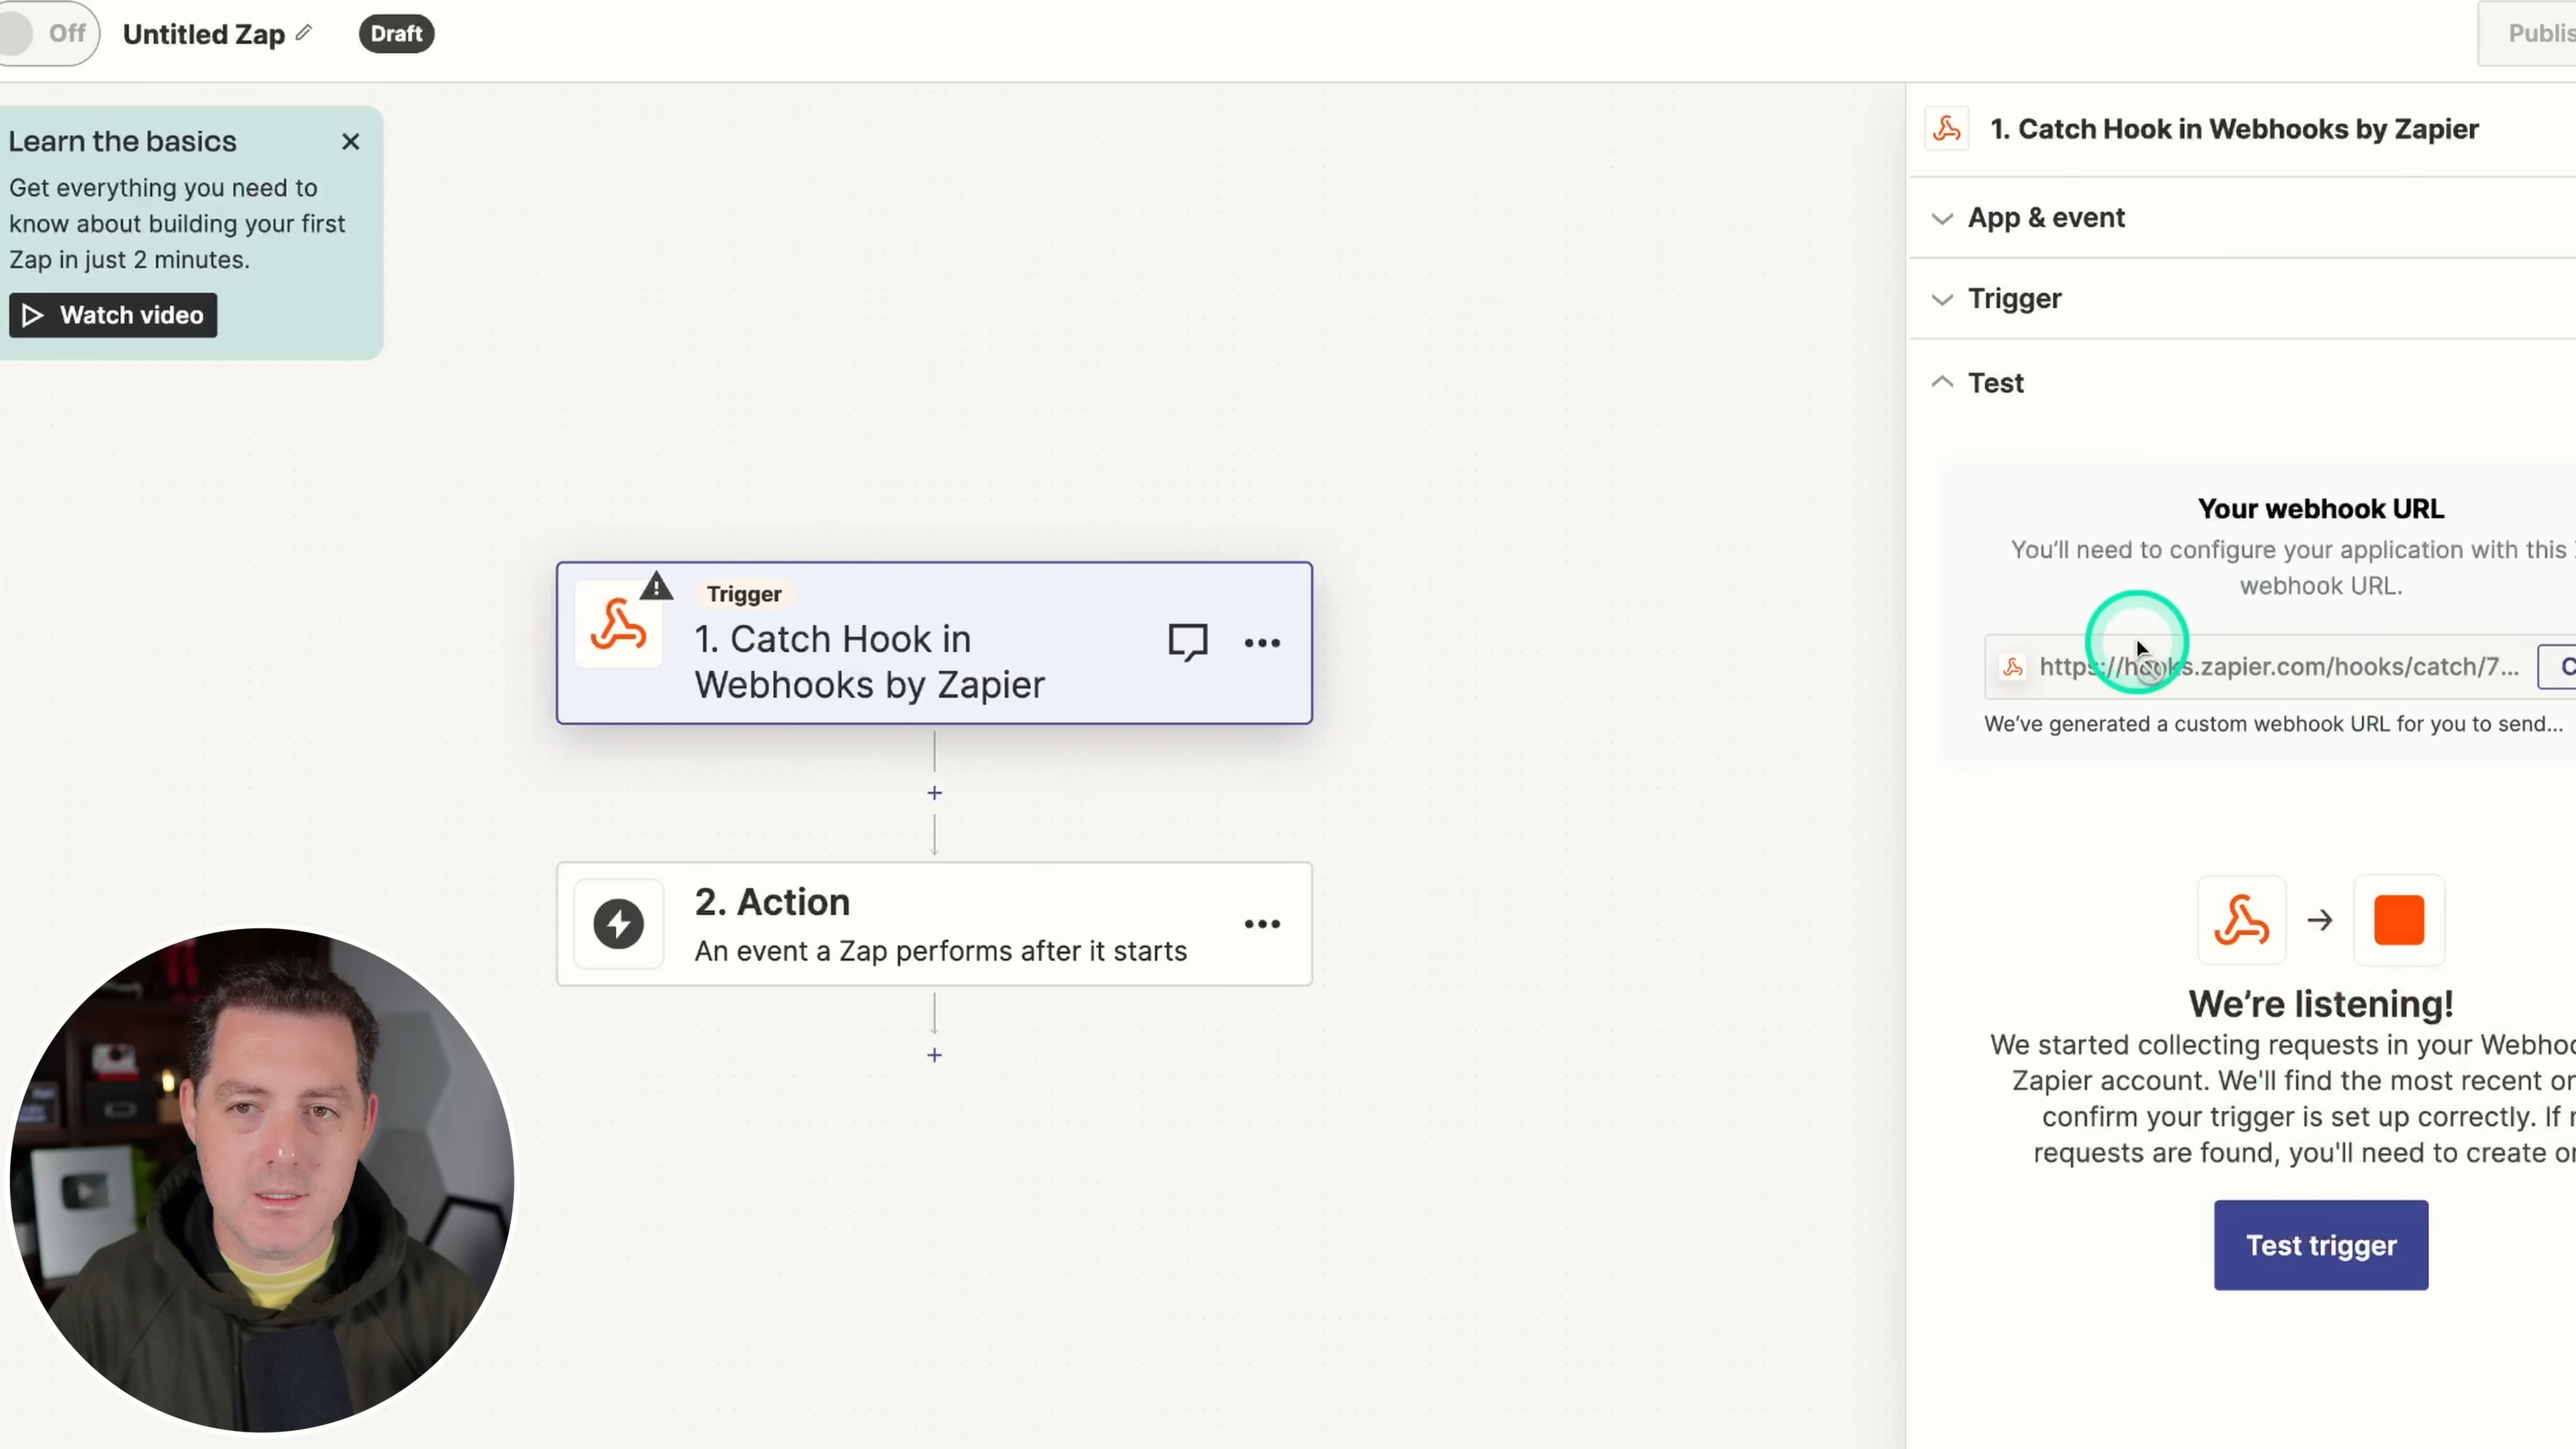 Off
Untitled Zap
Draft
Learn the basics
Get everything you need to
know about building your first
Zap in just 2 minutes.
Watch video
Trigger
1. Catch Hook in
Webhooks by Zapier
2. Action
An event a Zap performs after it starts
1. Catch Hook in Webhooks by Zapier
App & event
Trigger
Test
Your webhook URL
You'll need to configure your application with this
webhook URL.
https://hooks.zapier.com/hooks/catch/7...
We've generated a custom webhook URL for you to send...
We're listening!
We started collecting requests in your
Zapier account. We'll find the most recent
confirm your trigger is set up correctly. If
requests are found, you'll need to create
Test trigger